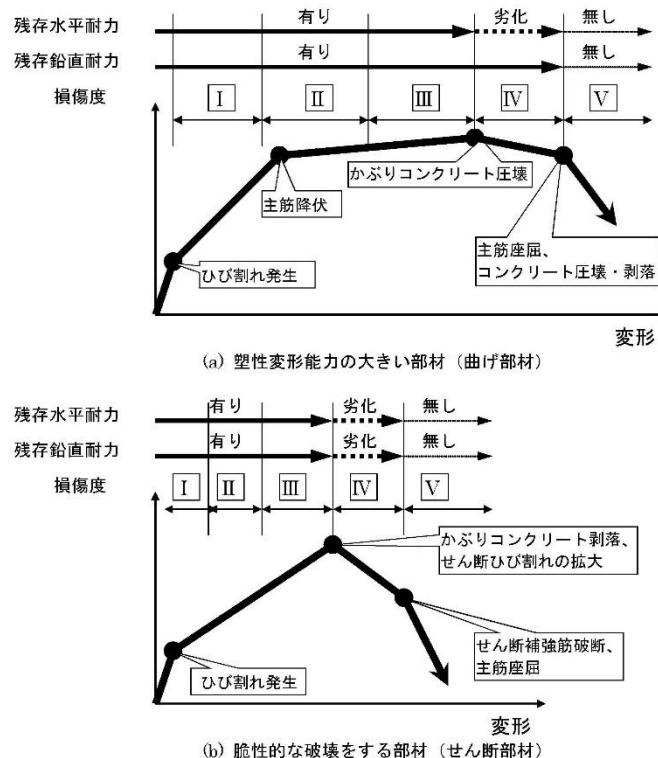 有り 劣化 無し
残存水平耐力
有り 無し
残存鉛直耐力
損傷度 Ⅰ Ⅱ Ⅲ Ⅳ Ⅴ
かぶりコンクリート圧壊
主筋降伏
主筋座屈、
コンクリート圧壊・剥落
ひび割れ発生
変形
(a) 塑性変形能力の大きい部材(曲げ部材)
有り 劣化 無し
残存水平耐力
有り 劣化 無し
残存鉛直耐力
損傷度 Ⅰ Ⅱ Ⅲ Ⅳ Ⅴ
かぶりコンクリート剥落、
せん断ひび割れの拡大
せん断補強筋破断、
主筋座屈
ひび割れ発生
変形
(b) 脆性的な破壊をする部材(せん断部材)